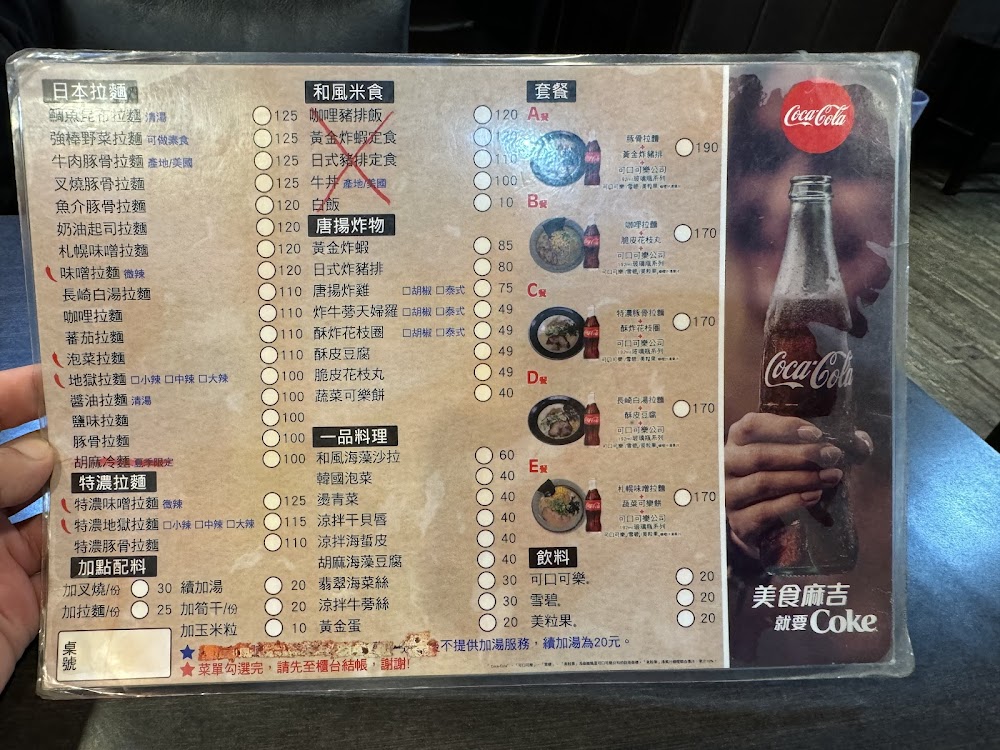 日本拉麵
鯛魚昆布拉麵 清湯 125
強棒野菜拉麵 可做素食 125
牛肉豚骨拉麵 產地/美國 125
叉燒豚骨拉麵 125
魚介豚骨拉麵 120
奶油起司拉麵 120
札幌味噌拉麵 120
味噌拉麵 微辣 120
長崎白湯拉麵 110
咖哩拉麵 110
蕃茄拉麵 110
泡菜拉麵 110
地獄拉麵 □小辣 □中辣 □大辣 100
醬油拉麵 清湯 100
鹽味拉麵 100
豚骨拉麵 100
胡麻冷麵 夏季限定 100
特濃拉麵
特濃味噌拉麵 微辣 125
特濃地獄拉麵 □小辣 □中辣 □大辣 115
特濃豚骨拉麵 110
加點配料
加叉燒/份 30 續加湯 20
加拉麵/份 25 加筍干/份 20
加玉米粒 10
桌號
和風米食
咖哩豬排飯 120
黃金炸蝦定食 120
日式豬排定食 110
牛丼 產地/美國 100
白飯 10
唐揚炸物
黃金炸蝦 85
日式炸豬排 80
唐揚炸雞 □胡椒 □泰式 75
炸牛蒡天婦羅 □胡椒 □泰式 49
酥炸花枝圈 □胡椒 □泰式 49
酥皮豆腐 49
脆皮花枝丸 49
蔬菜可樂餅 40
一品料理
和風海藻沙拉 60
韓國泡菜 40
燙青菜 40
涼拌干貝唇 40
涼拌海蜇皮 40
胡麻海藻豆腐 40
翡翠海菜絲 30
涼拌牛蒡絲 30
黃金蛋 20
套餐
A餐
豚骨拉麵
+
黃金炸豬排
+
可口可樂公司
190
B餐
咖哩拉麵
+
脆皮花枝丸
+
可口可樂公司
170
C餐
特濃豚骨拉麵
+
酥炸花枝圈
+
可口可樂公司
170
D餐
長崎白湯拉麵
+
酥皮豆腐
+
可口可樂公司
170
E餐
札幌味噌拉麵
+
蔬菜可樂餅
+
可口可樂公司
170
飲料
可口可樂。 20
雪碧。 20
美粒果。 20
★ 不提供加湯服務，續加湯為20元。
★菜單勾選完，請先至櫃台結帳，謝謝!
Coca-Cola
Coca-Cola
美食麻吉
就要Coke